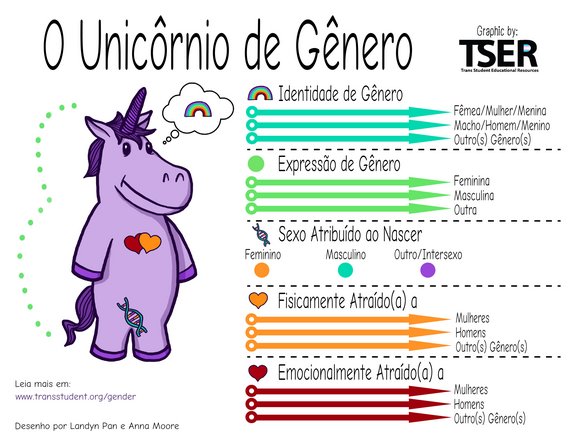 O Unicôrnio de Gênero
Graphic by:
TSER
Trans Student Educational Resources
Identidade de Gênero
Fêmea/Mulher/Menina
Macho/Homem/Menino
Outro(s) Gênero(s)
Expressão de Gênero
Feminina
Masculina
Outra
Sexo Atribuído ao Nascer
Feminino Masculino Outro/Intersexo
Fisicamente Atraído(a) a
Mulheres
Homens
Outro(s) Gênero(s)
Emocionalmente Atraído(a) a
Mulheres
Homens
Outro(s) Gênero(s)
Leia mais em:
www.transstudent.org/gender
Desenho por Landyn Pan e Anna Moore